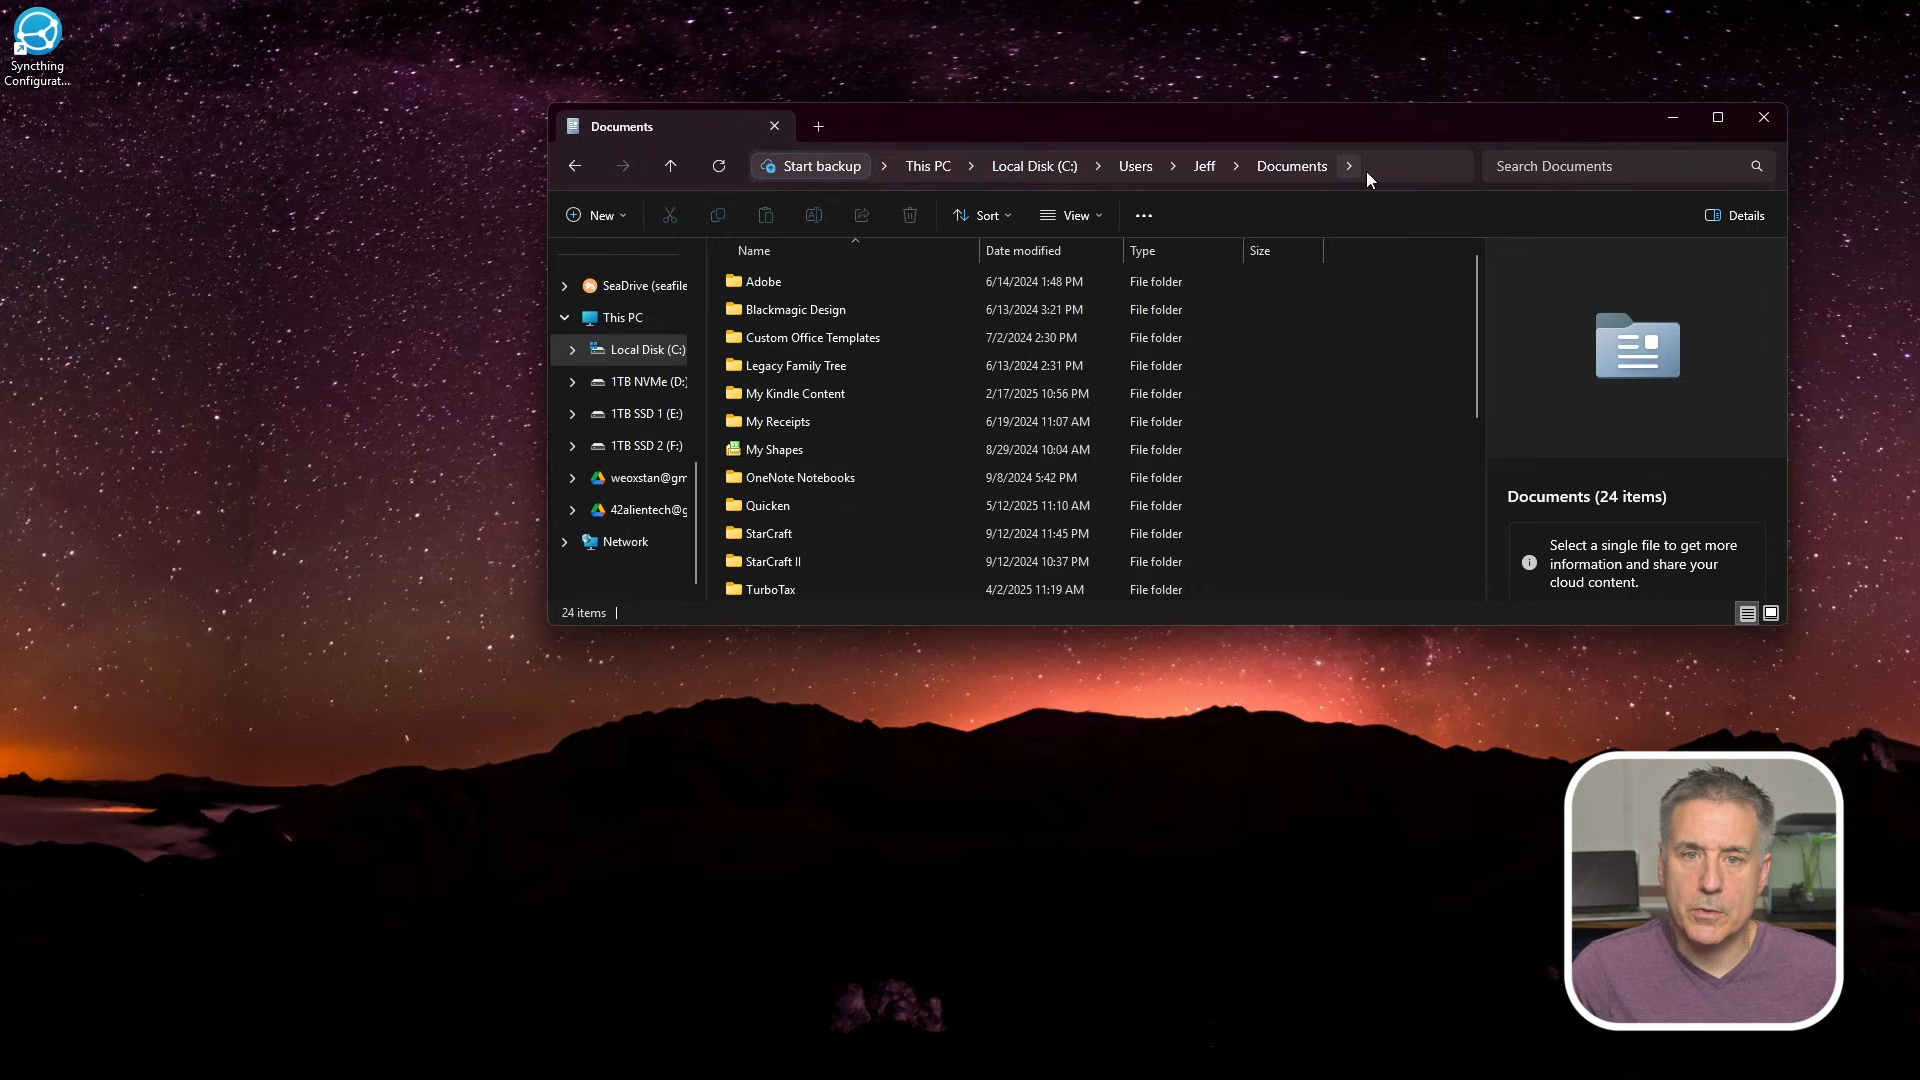 Syncthing
Configurat...
Documents
Start backup
This PC
Local Disk (C:)
Users
Jeff
Documents
Search Documents
New
Sort
View
Details
Name
Date modified
Type
Size
SeaDrive (seafile
This PC
Local Disk (C:)
1TB NVMe (D:)
1TB SSD 1 (E:)
1TB SSD 2 (F:)
weoxstan@gm
42alientech@g
Network
Adobe 6/14/2024 1:48 PM File folder
Blackmagic Design 6/13/2024 3:21 PM File folder
Custom Office Templates 7/2/2024 2:30 PM File folder
Legacy Family Tree 6/13/2024 2:31 PM File folder
My Kindle Content 2/17/2025 10:56 PM File folder
My Receipts 6/19/2024 11:07 AM File folder
My Shapes 8/29/2024 10:04 AM File folder
OneNote Notebooks 9/8/2024 5:42 PM File folder
Quicken 5/12/2025 11:10 AM File folder
StarCraft 9/12/2024 11:45 PM File folder
StarCraft II 9/12/2024 10:37 PM File folder
TurboTax 4/2/2025 11:19 AM File folder
Documents (24 items)
Select a single file to get more
information and share your
cloud content.
24 items